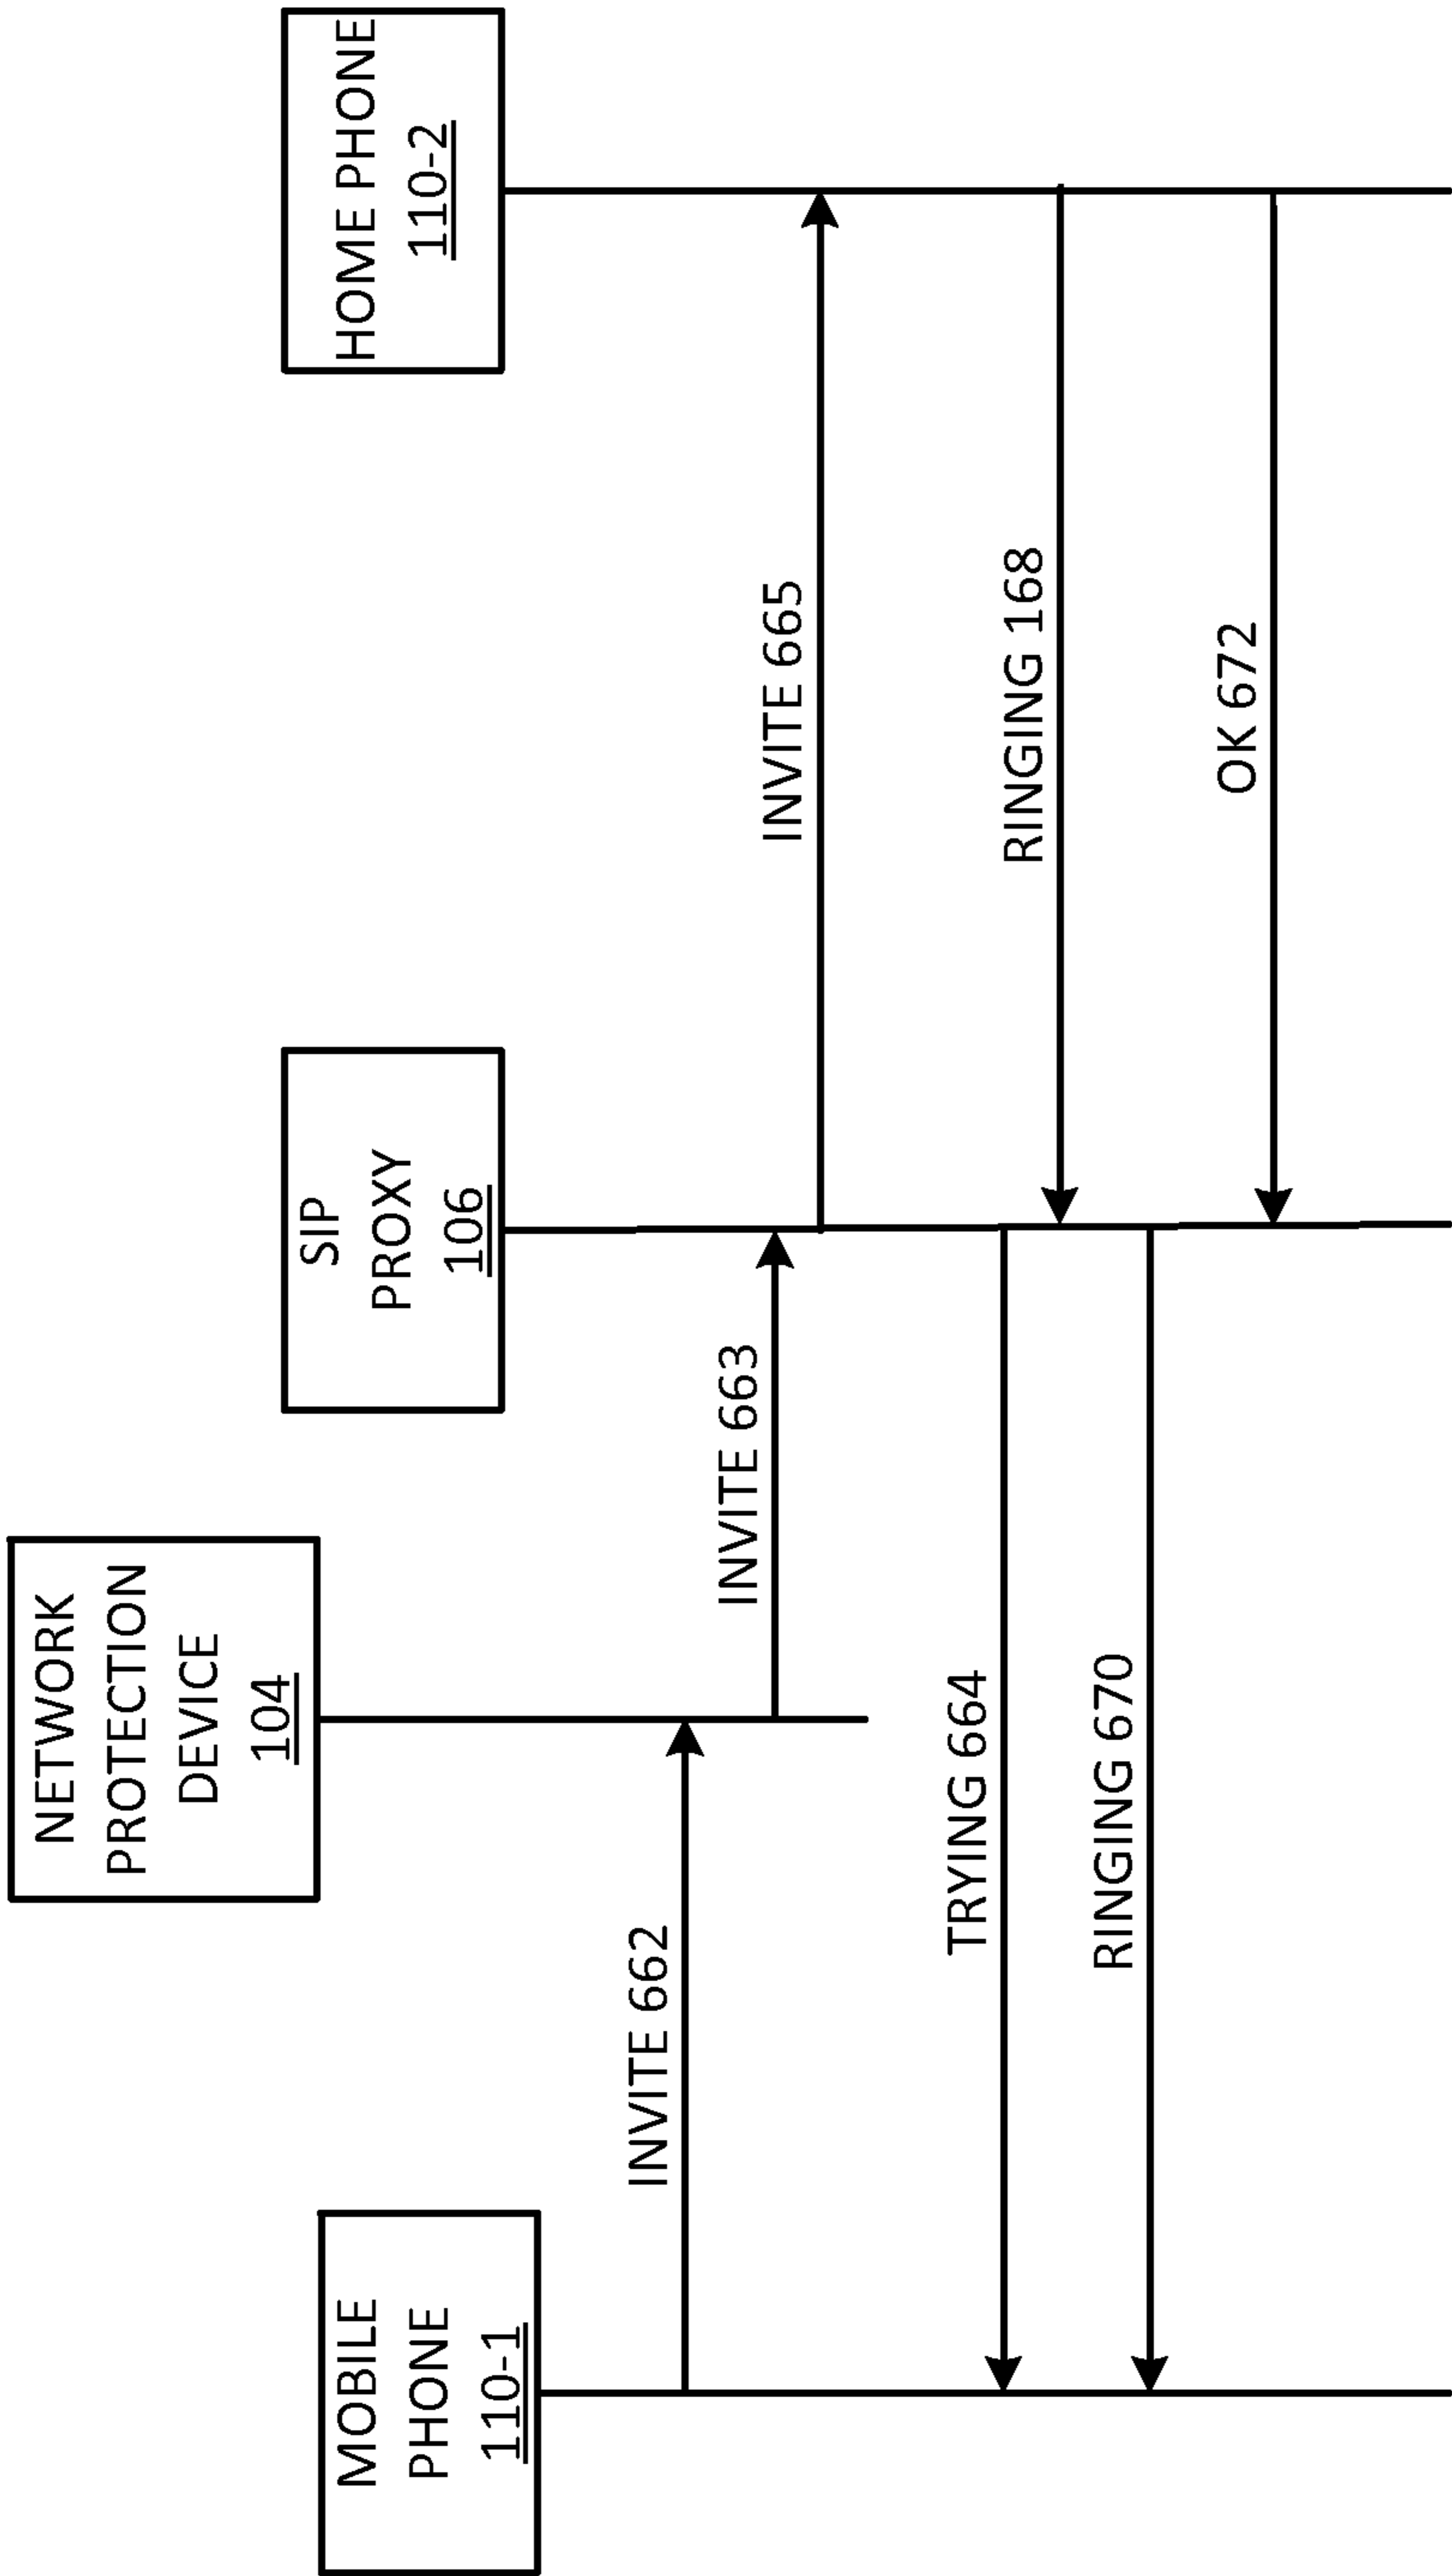 NETWORK
PROTECTION
DEVICE
104
MOBILE
PHONE
110-1
SIP
PROXY
106
HOME PHONE
110-2
INVITE 662
INVITE 663
INVITE 665
TRYING 664
RINGING 168
RINGING 670
OK 672